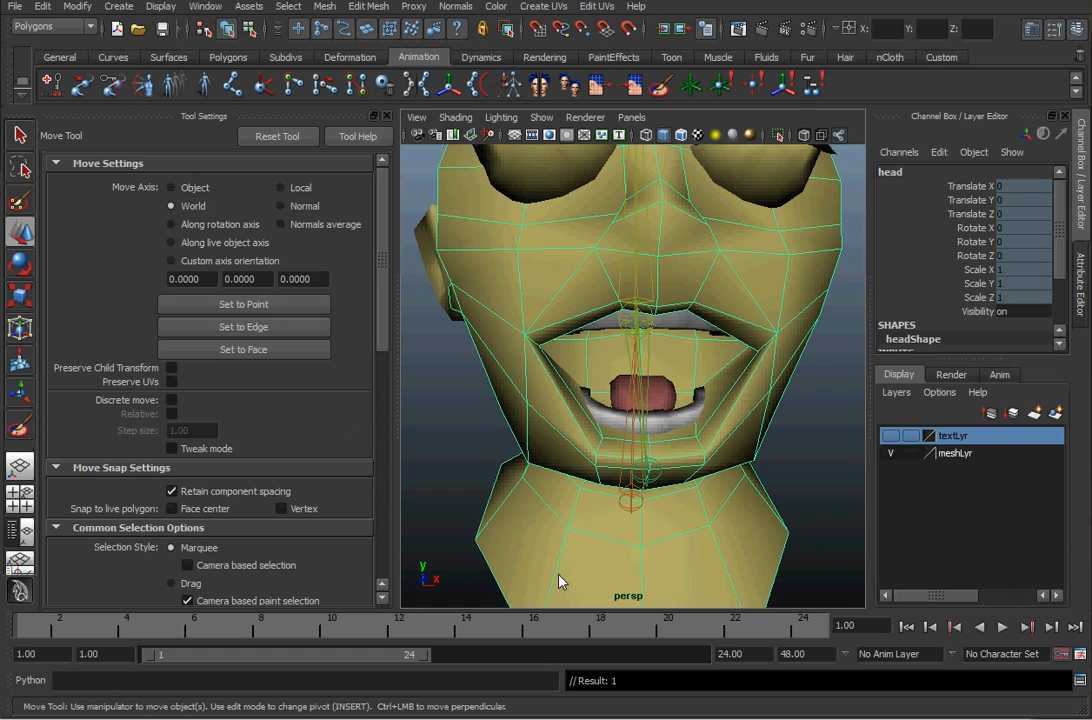 File Edit Modify Create Display Window Assets Select Mesh Edit Mesh Proxy Normals Color Create UVs Edit UVs Help
Polygons X: Y: Z:
General Curves Surfaces Polygons Subdivs Deformation Animation Dynamics Rendering PaintEffects Toon Muscle Fluids Fur Hair nCloth Custom
Tool Settings
Move Tool Reset Tool Tool Help
Move Settings
Move Axis: Object Local
World Normal
Along rotation axis Normals average
Along live object axis
Custom axis orientation
0.0000 0.0000 0.0000
Set to Point
Set to Edge
Set to Face
Preserve Child Transform
Preserve UVs
Discrete move:
Relative:
Step size: 1.00
Tweak mode
Move Snap Settings
Retain component spacing
Snap to live polygon: Face center Vertex
Common Selection Options
Selection Style: Marquee
Camera based selection
Drag
Camera based paint selection
View Shading Lighting Show Renderer Panels
y
x
persp
Channel Box / Layer Editor
Channels Edit Object Show
head
Translate X 0
Translate Y 0
Translate Z 0
Rotate X 0
Rotate Y 0
Rotate Z 0
Scale X 1
Scale Y 1
Scale Z 1
Visibility on
SHAPES
headShape
Display Render Anim
Layers Options Help
textLyr
V meshLyr
Channel Box / Layer Editor
Attribute Editor
2 4 6 8 10 12 14 16 18 20 22 24
1.00
1.00 1.00 1 24 24.00 48.00 No Anim Layer No Character Set
Python // Result: 1
Move Tool: Use manipulator to move object(s). Use edit mode to change pivot (INSERT). Ctrl+LMB to move perpendicular.